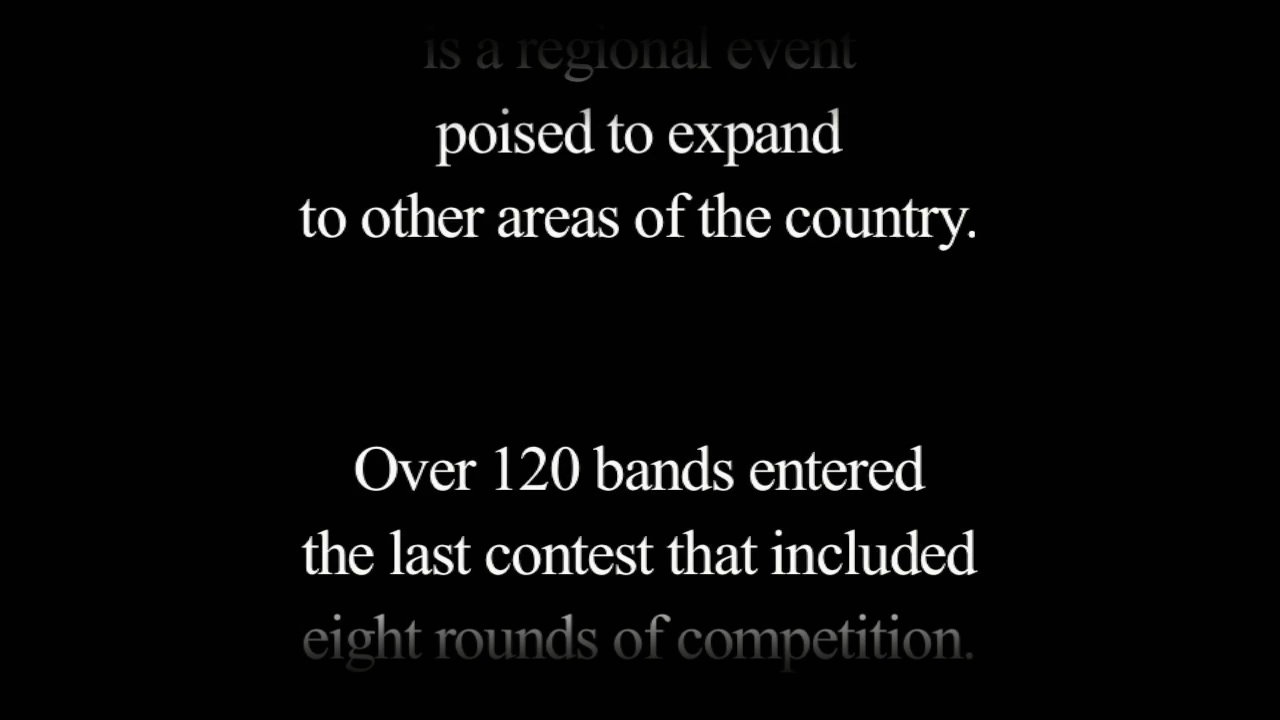 is a regional event
poised to expand
to other areas of the country.
Over 120 bands entered
the last contest that included
eight rounds of competition.